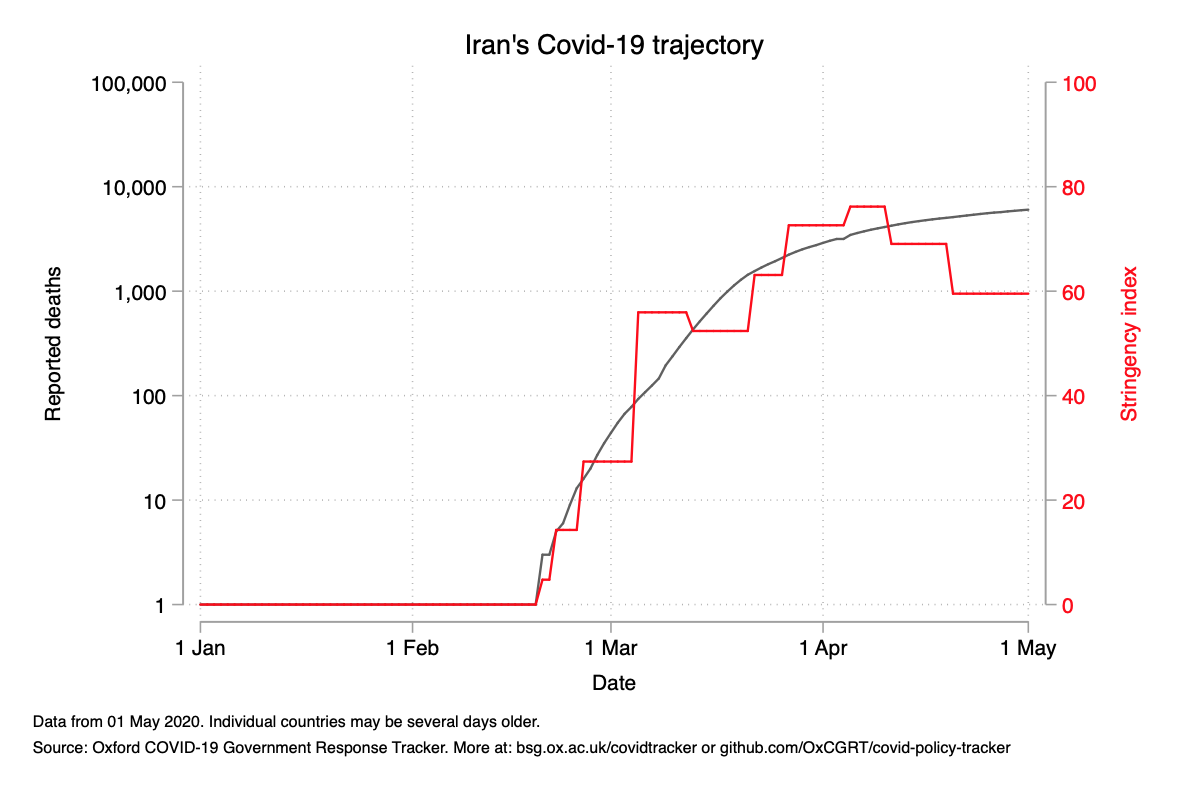 Iran's Covid-19 trajectory
100,000
10,000
1,000
100
10
1
Reported deaths
100
80
60
40
20
0
Stringency index
1 Jan
1 Feb
1 Mar
1 Apr
1 May
Date
Data from 01 May 2020. Individual countries may be several days older.
Source: Oxford COVID-19 Government Response Tracker. More at: bsg.ox.ac.uk/covidtracker or github.com/OxCGRT/covid-policy-tracker